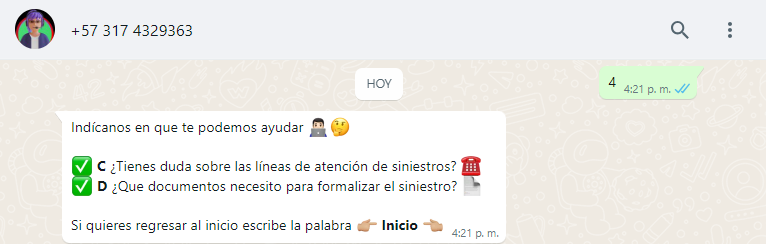 +57 317 4329363
HOY
4 4:21 p. m.
Indícanos en que te podemos ayudar 👨🏻‍💻🤔
✅ C ¿Tienes duda sobre las líneas de atención de siniestros? ☎️
✅ D ¿Que documentos necesito para formalizar el siniestro? 📄
Si quieres regresar al inicio escribe la palabra 👉🏼 Inicio 👈🏼 4:21 p. m.